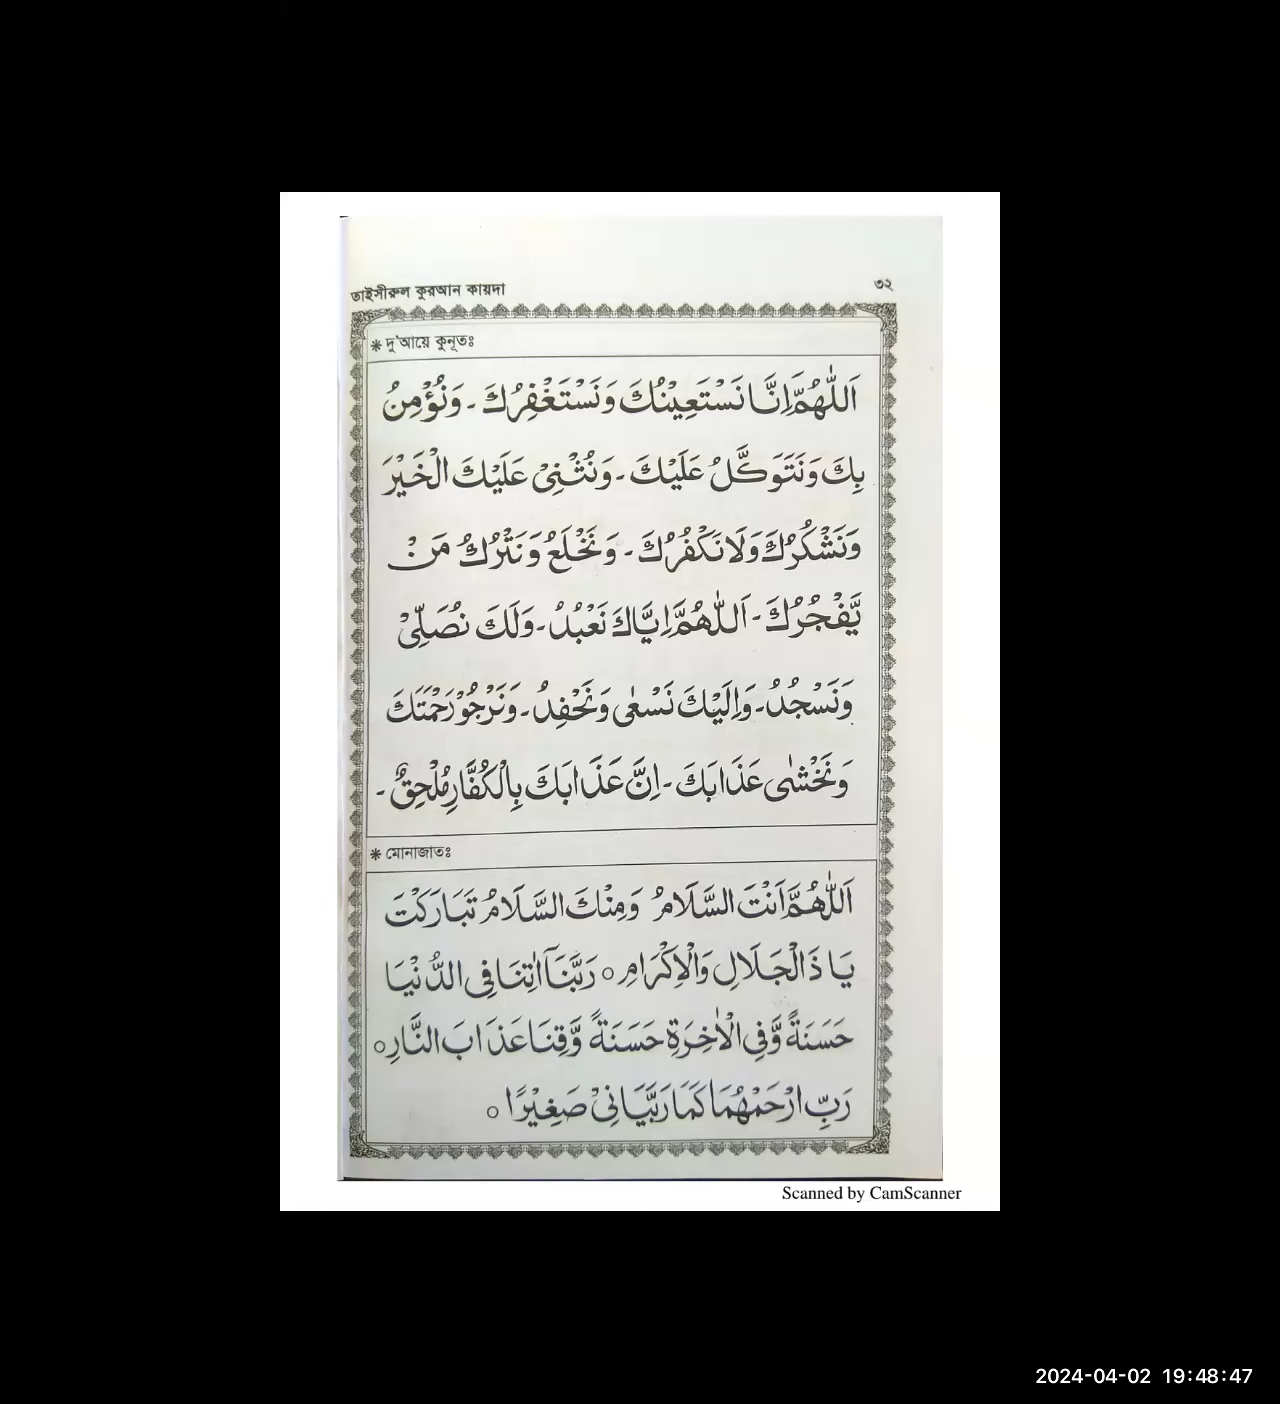 তাইসীরুল কুরআন কায়দা ৩২
* দু'আয়ে কুনূতঃ
اَللّٰهُمَّ اِنَّا نَسْتَعِيْنُكَ وَنَسْتَغْفِرُكَ ۔ وَنُؤْمِنُ
بِكَ وَنَتَوَكَّلُ عَلَيْكَ ۔ وَنُثْنِىْ عَلَيْكَ الْخَيْرَ
وَنَشْكُرُكَ وَلَا نَكْفُرُكَ ۔ وَنَخْلَعُ وَنَتْرُكُ مَنْ
يَّفْجُرُكَ ۔ اَللّٰهُمَّ اِيَّاكَ نَعْبُدُ ۔ وَلَكَ نُصَلِّىْ
وَنَسْجُدُ ۔ وَاِلَيْكَ نَسْعٰى وَنَحْفِدُ ۔ وَنَرْجُوْ رَحْمَتَكَ
وَنَخْشٰى عَذَابَكَ ۔ اِنَّ عَذَابَكَ بِالْكُفَّارِ مُلْحِقٌ ۔
* মোনাজাতঃ
اَللّٰهُمَّ اَنْتَ السَّلَامُ وَمِنْكَ السَّلَامُ تَبَارَكْتَ
يَا ذَالْجَلَالِ وَالْاِكْرَامِ ○ رَبَّنَآ اٰتِنَا فِى الدُّنْيَا
حَسَنَةً وَّفِى الْاٰخِرَةِ حَسَنَةً وَّقِنَا عَذَابَ النَّارِ ○
رَبِّ ارْحَمْهُمَا كَمَا رَبَّيَانِىْ صَغِيْرًا ○
Scanned by CamScanner
2024-04-02 19:48:47